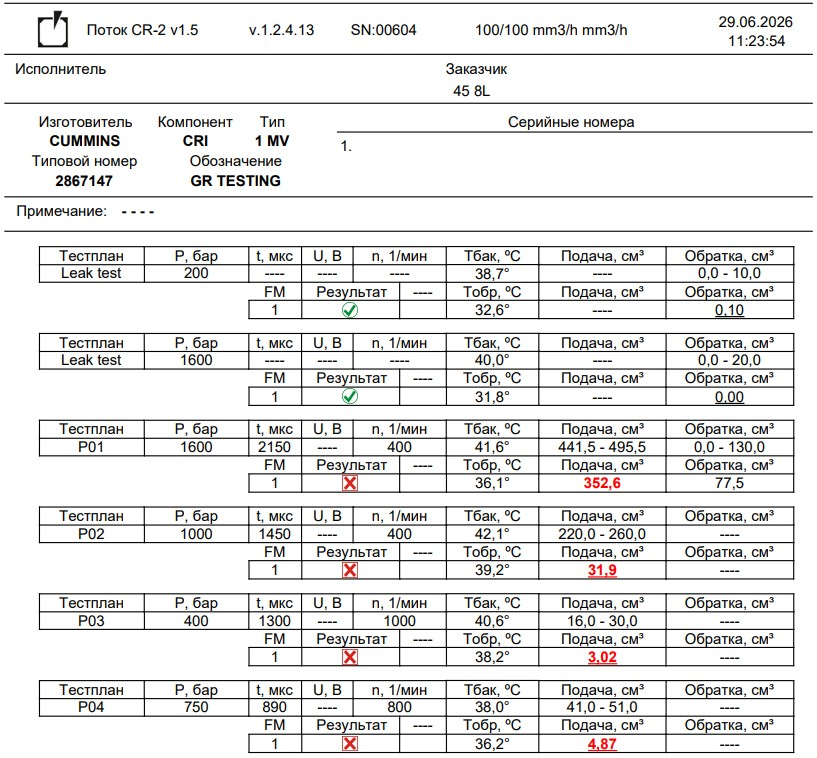 Поток CR-2 v1.5 v.1.2.4.13 SN:00604 100/100 mm3/h mm3/h 29.06.2026
11:23:54
Исполнитель Заказчик
45 8L
Изготовитель Компонент Тип Серийные номера
CUMMINS CRI 1 MV 1.
Типовой номер Обозначение
2867147 GR TESTING
Примечание: ----
Тестплан P, бар t, мкс U, В n, 1/мин Тбак, ºC Подача, см³ Обратка, см³
Leak test 200 ---- ---- ---- 38,7° ---- 0,0 - 10,0
FM Результат ---- Тобр, ºC Подача, см³ Обратка, см³
1 32,6° ---- 0,10
Тестплан P, бар t, мкс U, В n, 1/мин Тбак, ºC Подача, см³ Обратка, см³
Leak test 1600 ---- ---- ---- 40,0° ---- 0,0 - 20,0
FM Результат ---- Тобр, ºC Подача, см³ Обратка, см³
1 31,8° ---- 0,00
Тестплан P, бар t, мкс U, В n, 1/мин Тбак, ºC Подача, см³ Обратка, см³
P01 1600 2150 ---- 400 41,6° 441,5 - 495,5 0,0 - 130,0
FM Результат ---- Тобр, ºC Подача, см³ Обратка, см³
1 36,1° 352,6 77,5
Тестплан P, бар t, мкс U, В n, 1/мин Тбак, ºC Подача, см³ Обратка, см³
P02 1000 1450 ---- 400 42,1° 220,0 - 260,0 ----
FM Результат ---- Тобр, ºC Подача, см³ Обратка, см³
1 39,2° 31,9 ----
Тестплан P, бар t, мкс U, В n, 1/мин Тбак, ºC Подача, см³ Обратка, см³
P03 400 1300 ---- 1000 40,6° 16,0 - 30,0 ----
FM Результат ---- Тобр, ºC Подача, см³ Обратка, см³
1 38,2° 3,02 ----
Тестплан P, бар t, мкс U, В n, 1/мин Тбак, ºC Подача, см³ Обратка, см³
P04 750 890 ---- 800 38,0° 41,0 - 51,0 ----
FM Результат ---- Тобр, ºC Подача, см³ Обратка, см³
1 36,2° 4,87 ----